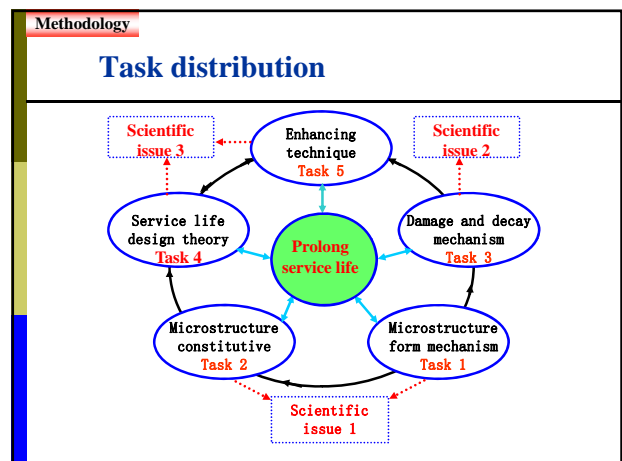 Methodology
Task distribution
Scientific
issue 3
Enhancing
technique
Task 5
Scientific
issue 2
Service life
design theory
Task 4
Prolong
service life
Damage and decay
mechanism
Task 3
Microstructure
constitutive
Task 2
Microstructure
form mechanism
Task 1
Scientific
issue 1